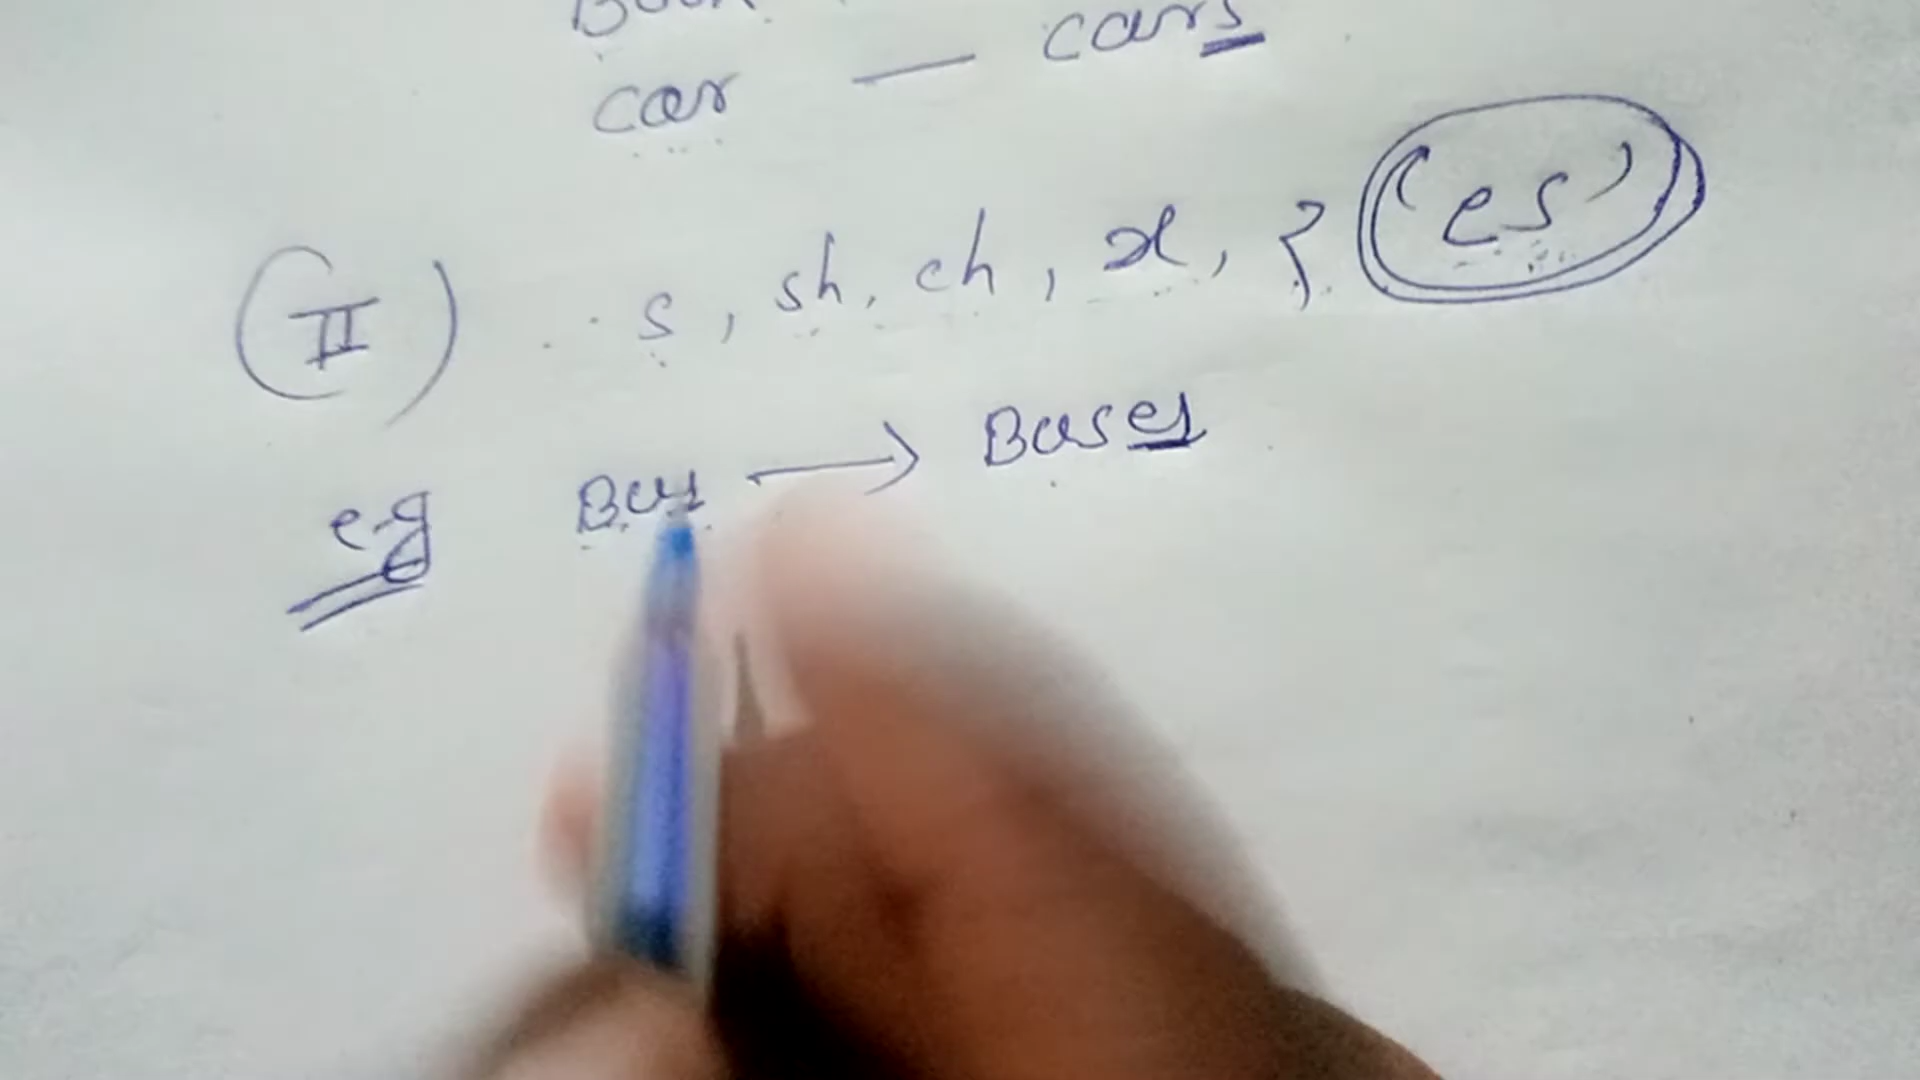 car — cars
(II) s, sh, ch, x, z 'es'
e.g Bus → Buses